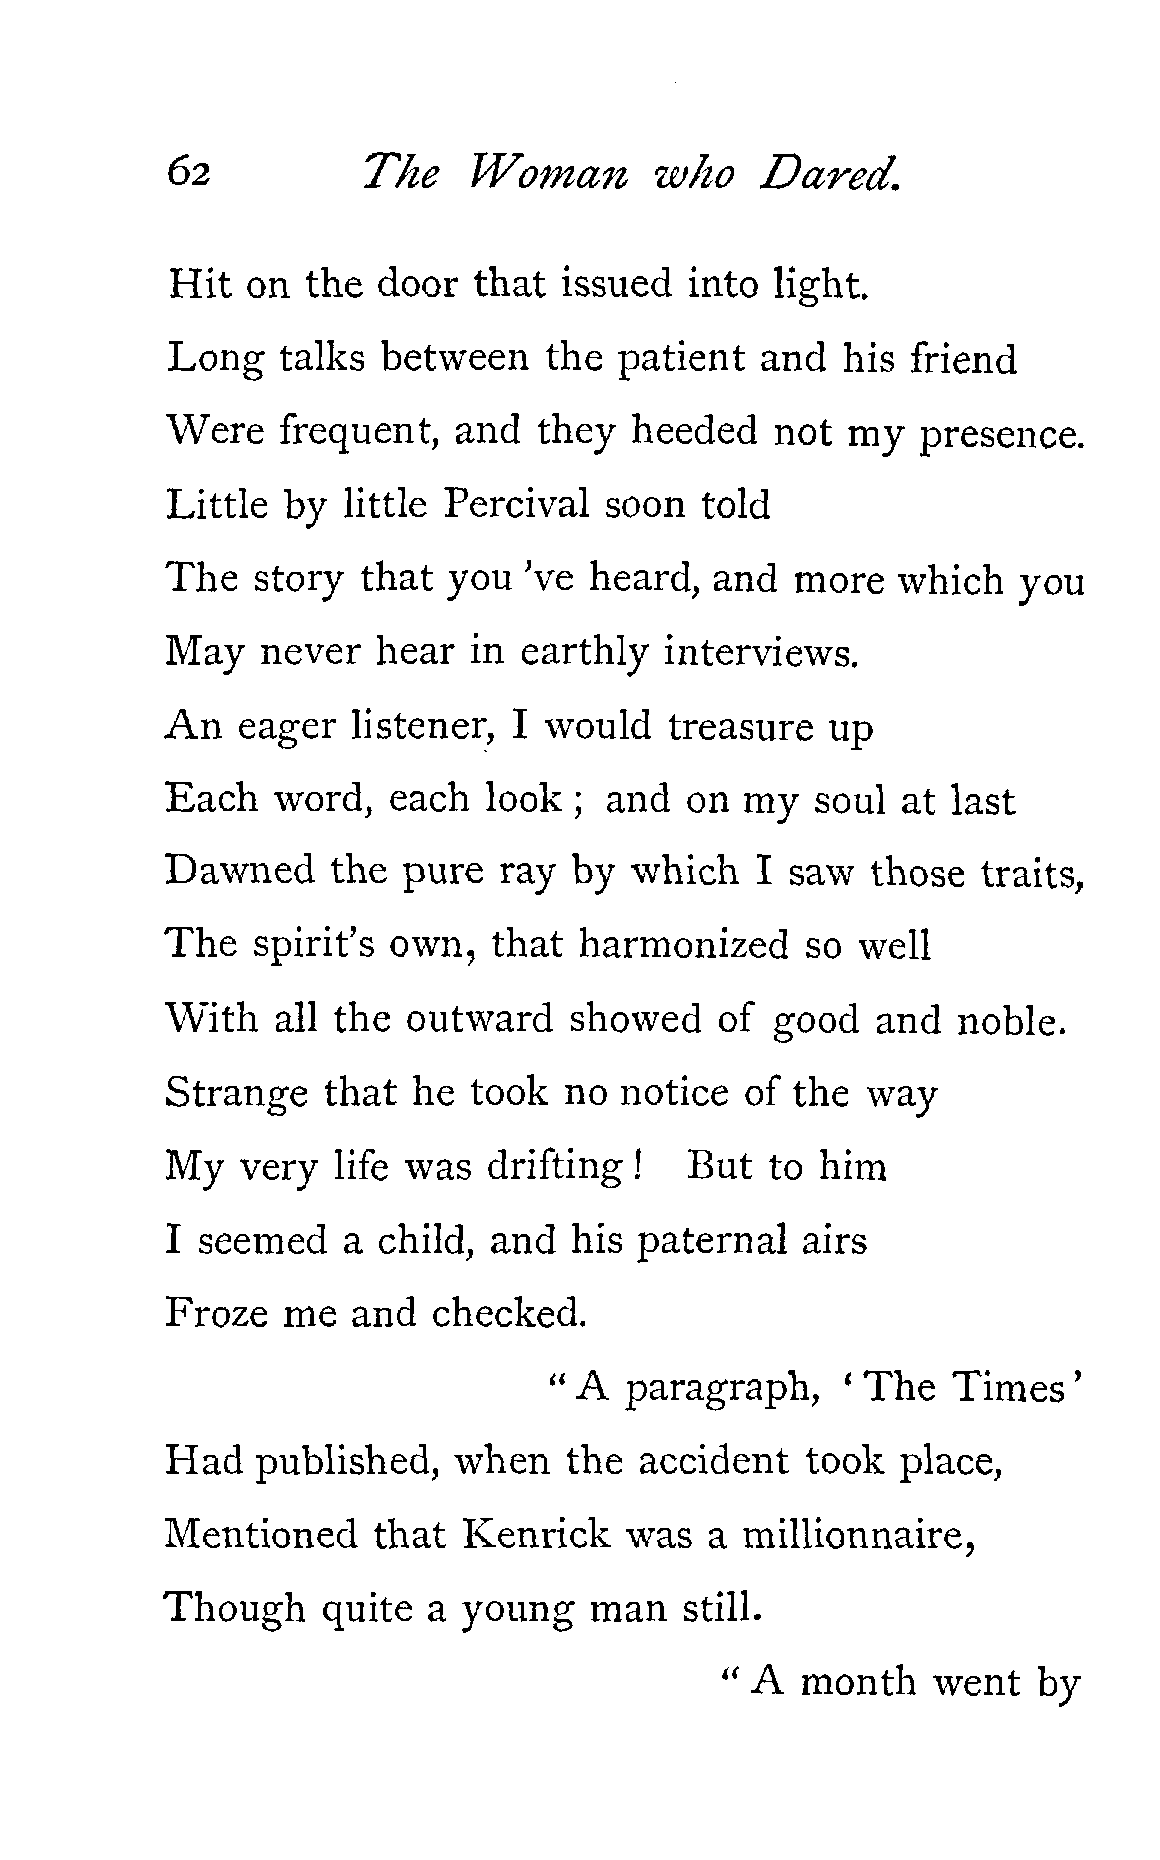 62 The Woman who Dared.
Hit on the door that issued into light.
Long talks between the patient and his friend
Were frequent, and they heeded not my presence.
Little by little Percival soon told
The story that you 've heard, and more which you
May never hear in earthly interviews.
An eager listener, I would treasure up
Each word, each look ; and on my soul at last
Dawned the pure ray by which I saw those traits,
The spirit's own, that harmonized so well
With all the outward showed of good and noble.
Strange that he took no notice of the way
My very life was drifting ! But to him
I seemed a child, and his paternal airs
Froze me and checked.
“ A paragraph, ‘ The Times ’
Had published, when the accident took place,
Mentioned that Kenrick was a millionnaire,
Though quite a young man still.
“ A month went by